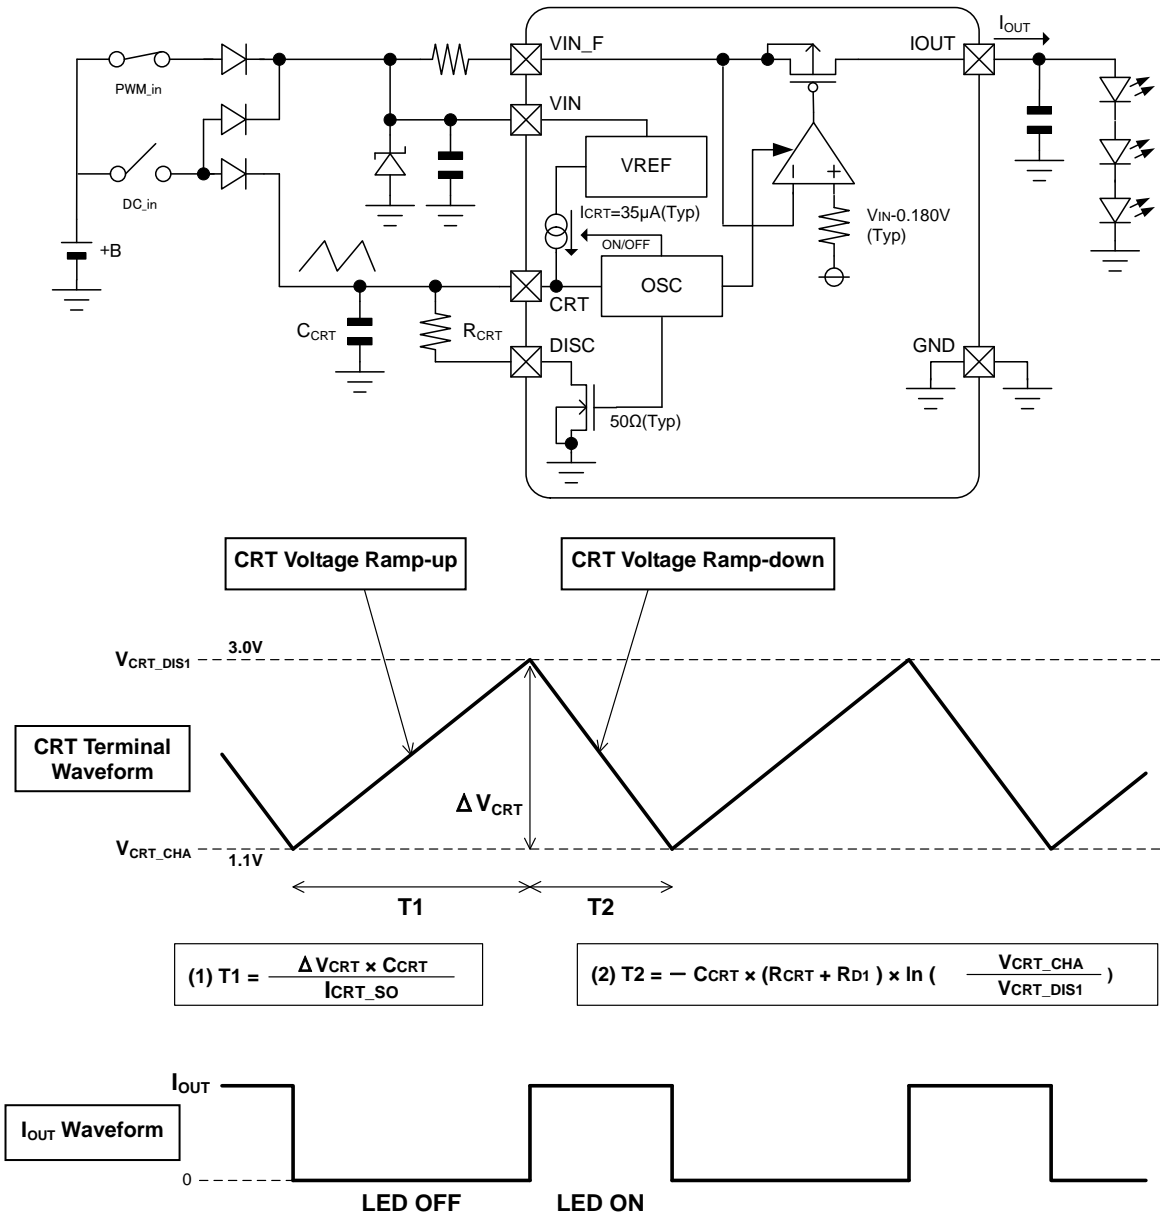 VIN_F
IOUT
IOUT
PWM_in
VIN
VREF
DC_in
ICRT=35μA(Typ)
VIN-0.180V
(Typ)
+B
ON/OFF
OSC
CRT
CCRT
RCRT
DISC
GND
50Ω(Typ)
CRT Voltage Ramp-up
CRT Voltage Ramp-down
VCRT_DIS1
3.0V
CRT Terminal
Waveform
Δ VCRT
VCRT_CHA
1.1V
T1
T2
(1) T1 = Δ VCRT × CCRT
ICRT_SO
(2) T2 = − CCRT × (RCRT + RD1 ) × ln ( VCRT_CHA )
VCRT_DIS1
IOUT
IOUT Waveform
0
LED OFF
LED ON